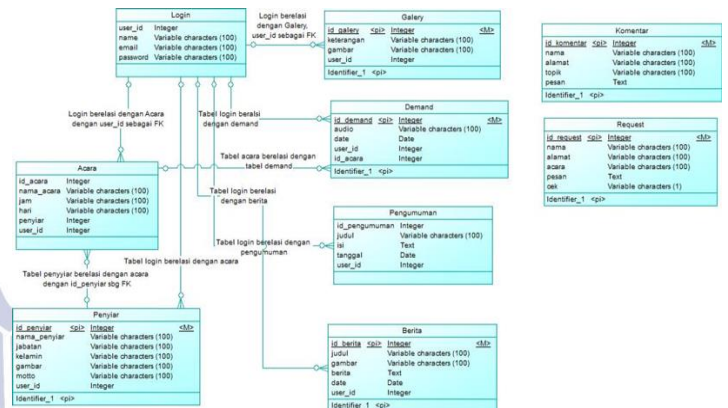 Login
user_id Integer
name Variable characters (100)
email Variable characters (100)
password Variable characters (100)
Login berelasi
dengan Galery,
user_id sebagai FK
Galery
id_galery <pi> Integer <M>
keterangan Variable characters (100)
gambar Variable characters (100)
user_id Integer
Identifier_1 <pi>
Komentar
id_komentar <pi> Integer <M>
nama Variable characters (100)
alamat Variable characters (100)
topik Variable characters (100)
pesan Text
Identifier_1 <pi>
Login berelasi dengan Acara
dengan user_id sebagai FK
Tabel login beralsi
dengan demand
Demand
id_demand <pi> Integer <M>
audio Variable characters (100)
date Date
user_id Integer
id_acara Integer
Identifier_1 <pi>
Request
id_request <pi> Integer <M>
nama Variable characters (100)
alamat Variable characters (100)
acara Variable characters (100)
pesan Text
cek Variable characters (1)
Identifier_1 <pi>
Tabel acara berelasi dengan
tabel demand
Acara
id_acara Integer
nama_acara Variable characters (100)
jam Variable characters (100)
hari Variable characters (100)
penyiar Integer
user_id Integer
Tabel login berelasi
dengan berita
Pengumuman
id_pengumuman Integer
judul Variable characters (100)
isi Text
tanggal Date
user_id Integer
Tabel login berelasi dengan
pengumuman
Tabel login berelasi dengan acara
Tabel penyyiar berelasi dengan acara
dengan id_penyiar sbg FK
Penyiar
id_penyiar <pi> Integer <M>
nama_penyiar Variable characters (100)
jabatan Variable characters (100)
kelamin Variable characters (100)
gambar Variable characters (100)
motto Variable characters (100)
user_id Integer
Identifier_1 <pi>
Berita
id_berita <pi> Integer <M>
judul Variable characters (100)
gambar Variable characters (100)
berita Text
date Date
user_id Integer
Identifier_1 <pi>